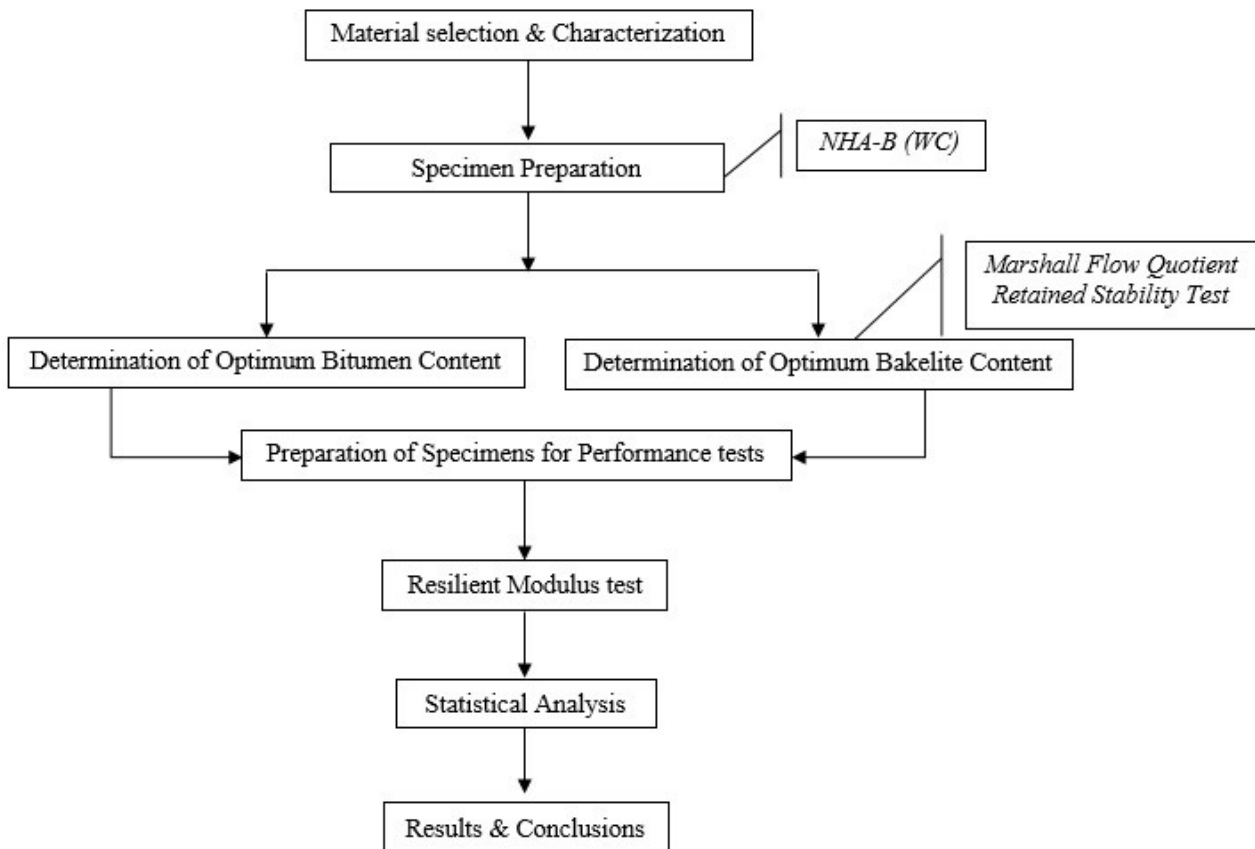 Material selection & Characterization
NHA-B (WC)
Specimen Preparation
Marshall Flow Quotient
Retained Stability Test
Determination of Optimum Bitumen Content
Determination of Optimum Bakelite Content
Preparation of Specimens for Performance tests
Resilient Modulus test
Statistical Analysis
Results & Conclusions